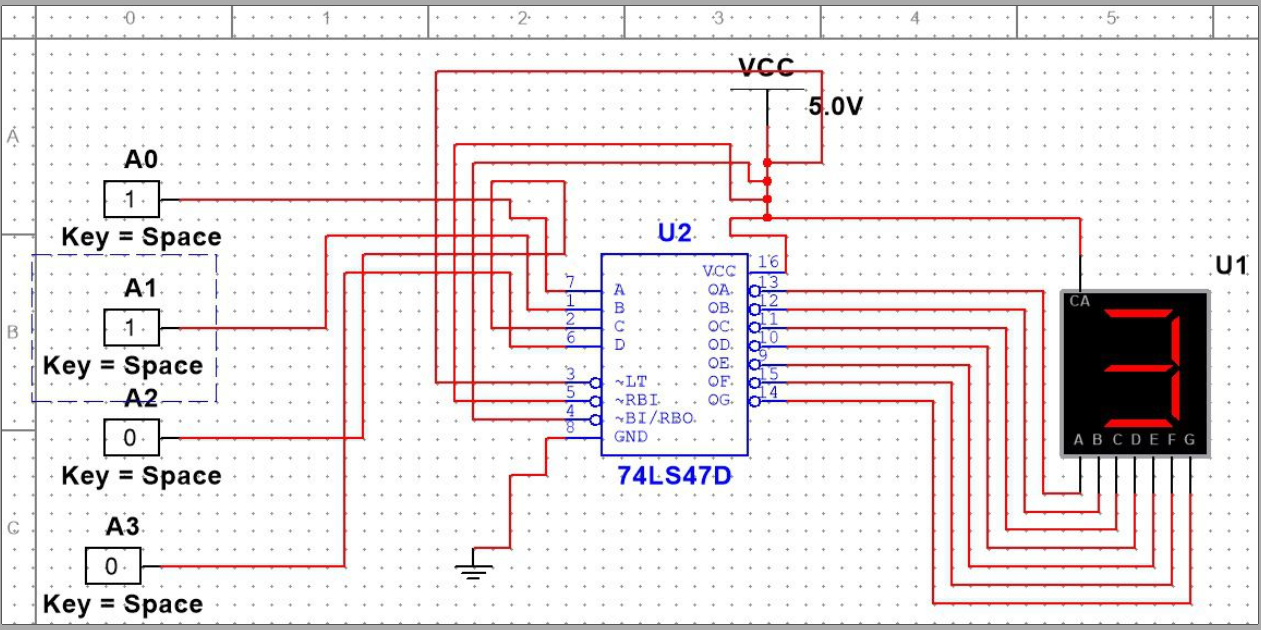 0 1 2 3 4 5
A
B
C
VCC
5.0V
A0
1
Key = Space
A1
1
Key = Space
A2
0
Key = Space
A3
0
Key = Space
U2
7 A
1 B
2 C
6 D
3 ~LT
5 ~RBI
4 ~BI/RBO
8 GND
VCC 16
OA 13
OB 12
OC 11
OD 10
OE 9
OF 15
OG 14
74LS47D
U1
CA
3
A B C D E F G